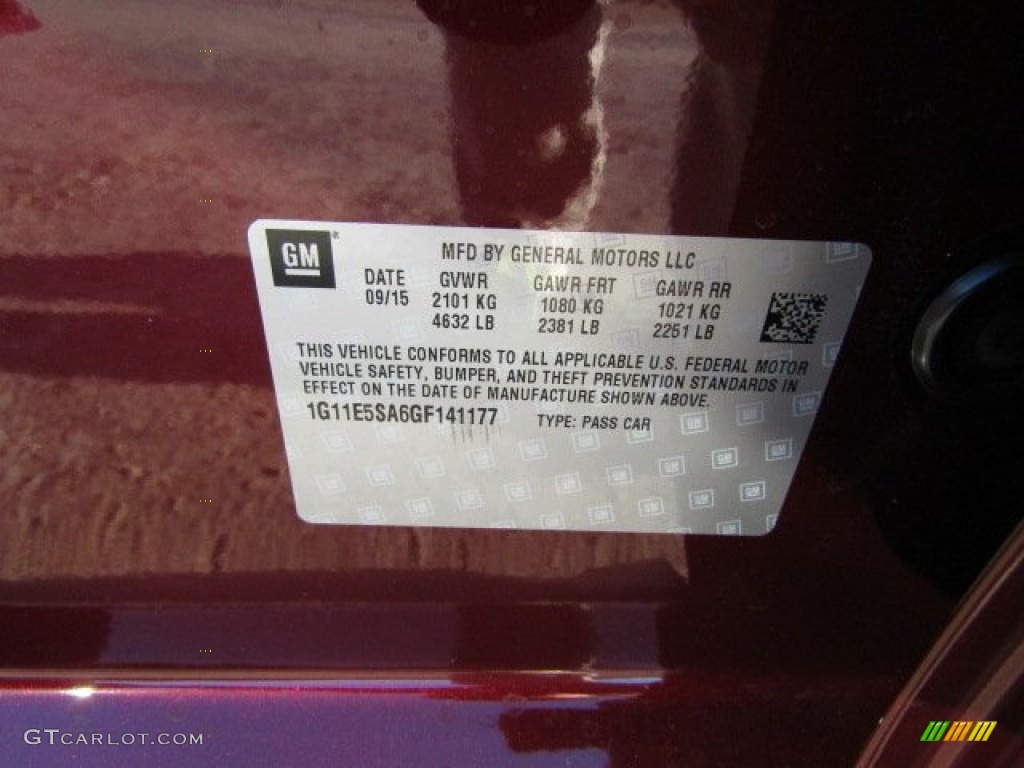 GM
MFD BY GENERAL MOTORS LLC
DATE GVWR GAWR FRT GAWR RR
09/15 2101 KG 1080 KG 1021 KG
4632 LB 2381 LB 2251 LB
THIS VEHICLE CONFORMS TO ALL APPLICABLE U.S. FEDERAL MOTOR
VEHICLE SAFETY, BUMPER, AND THEFT PREVENTION STANDARDS IN
EFFECT ON THE DATE OF MANUFACTURE SHOWN ABOVE.
1G11E5SA6GF141177 TYPE: PASS CAR
GTCARLOT.COM